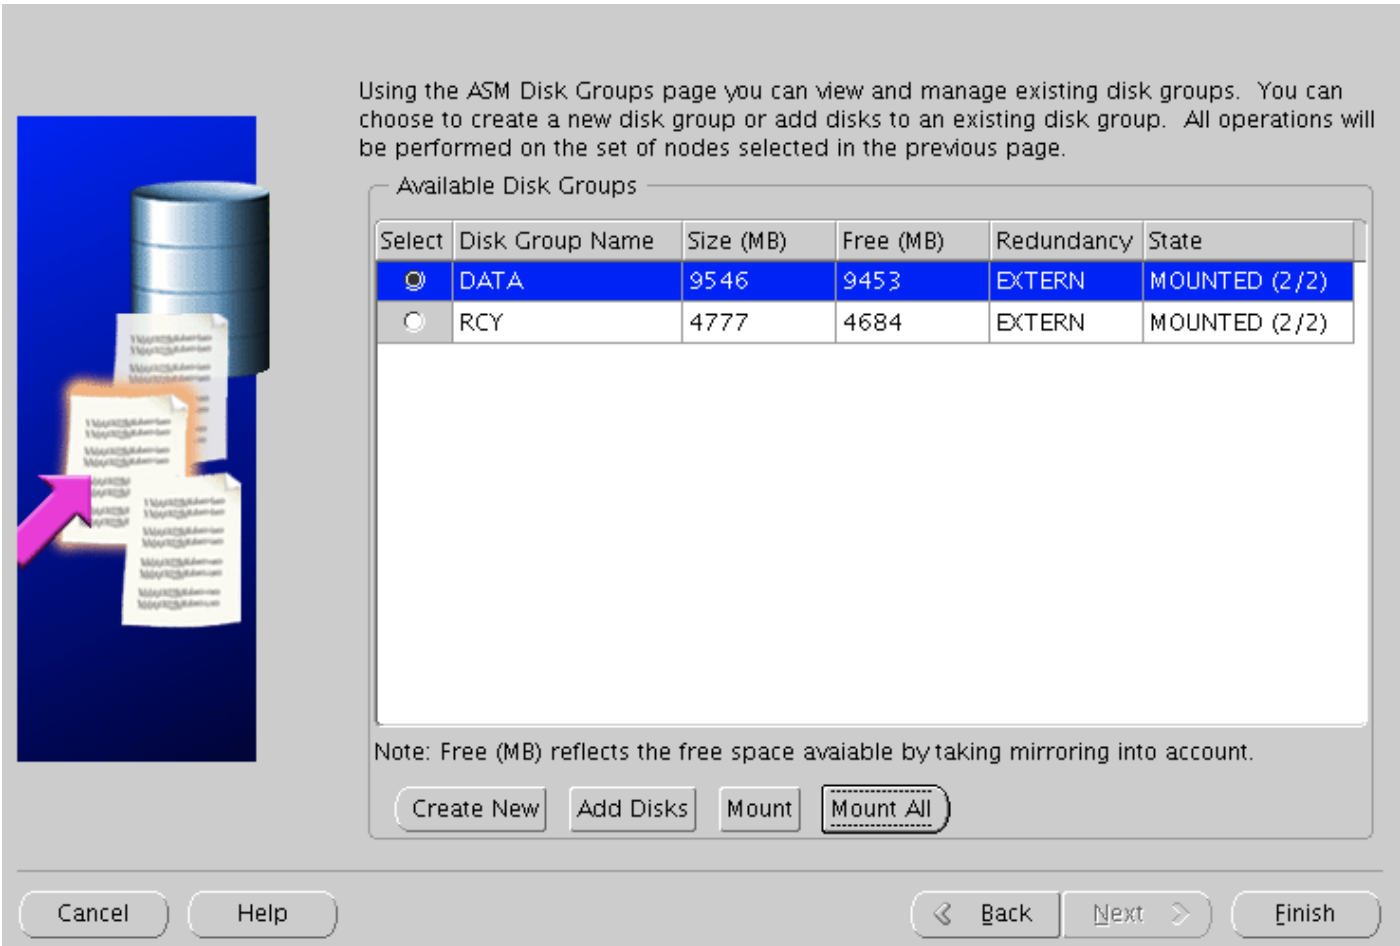 Using the ASM Disk Groups page you can view and manage existing disk groups. You can
choose to create a new disk group or add disks to an existing disk group. All operations will
be performed on the set of nodes selected in the previous page.
Available Disk Groups
Select Disk Group Name Size (MB) Free (MB) Redundancy State
DATA 9546 9453 EXTERN MOUNTED (2/2)
RCY 4777 4684 EXTERN MOUNTED (2/2)
Note: Free (MB) reflects the free space avaiable by taking mirroring into account.
Create New Add Disks Mount Mount All
Cancel Help Back Next Finish